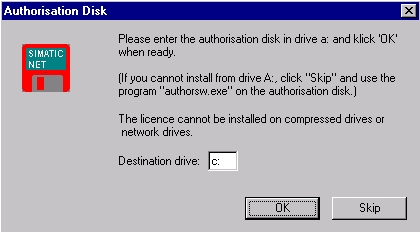 Authorisation Disk
SIMATIC
NET
Please enter the authorisation disk in drive a: and klick 'OK'
when ready.
(If you cannot install from drive A:, click "Skip" and use the
program "authorsw.exe" on the authorisation disk.)
The licence cannot be installed on compressed drives or
network drives.
Destination drive: c:
OK Skip